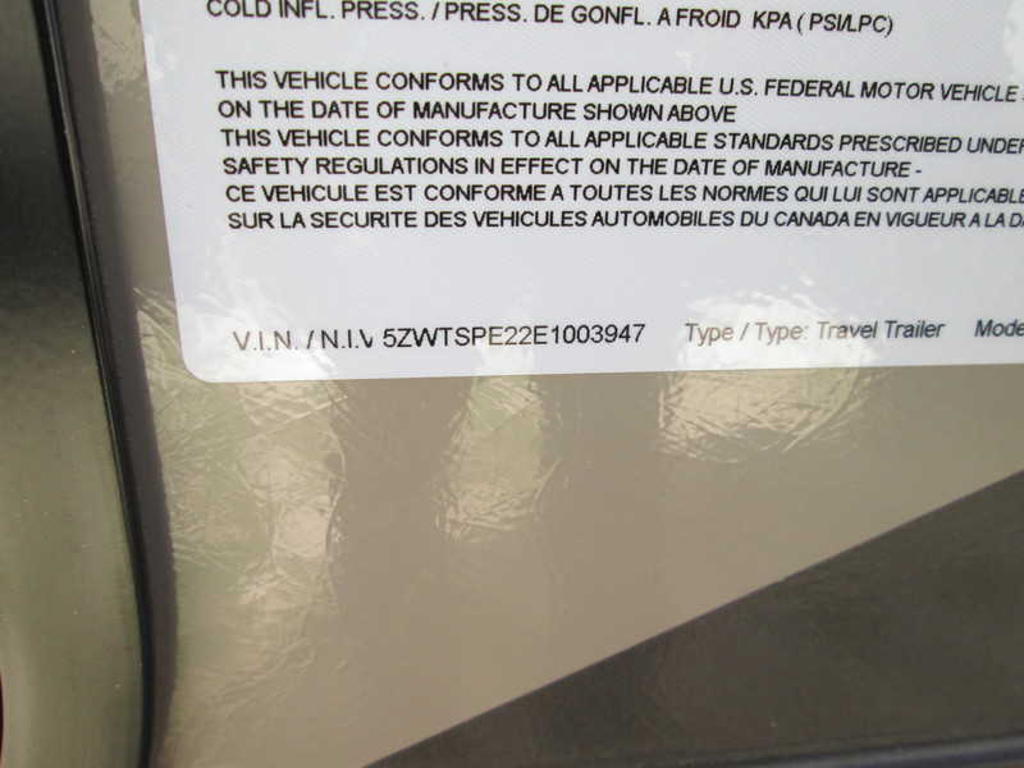 COLD INFL. PRESS. / PRESS. DE GONFL. A FROID KPA ( PSI/LPC)
THIS VEHICLE CONFORMS TO ALL APPLICABLE U.S. FEDERAL MOTOR VEHICLE
ON THE DATE OF MANUFACTURE SHOWN ABOVE
THIS VEHICLE CONFORMS TO ALL APPLICABLE STANDARDS PRESCRIBED UNDER
SAFETY REGULATIONS IN EFFECT ON THE DATE OF MANUFACTURE -
CE VEHICULE EST CONFORME A TOUTES LES NORMES QUI LUI SONT APPLICABLE
SUR LA SECURITE DES VEHICULES AUTOMOBILES DU CANADA EN VIGUEUR A LA
V.I.N. / N.I.V 5ZWTSPE22E1003947 Type / Type: Travel Trailer Mode